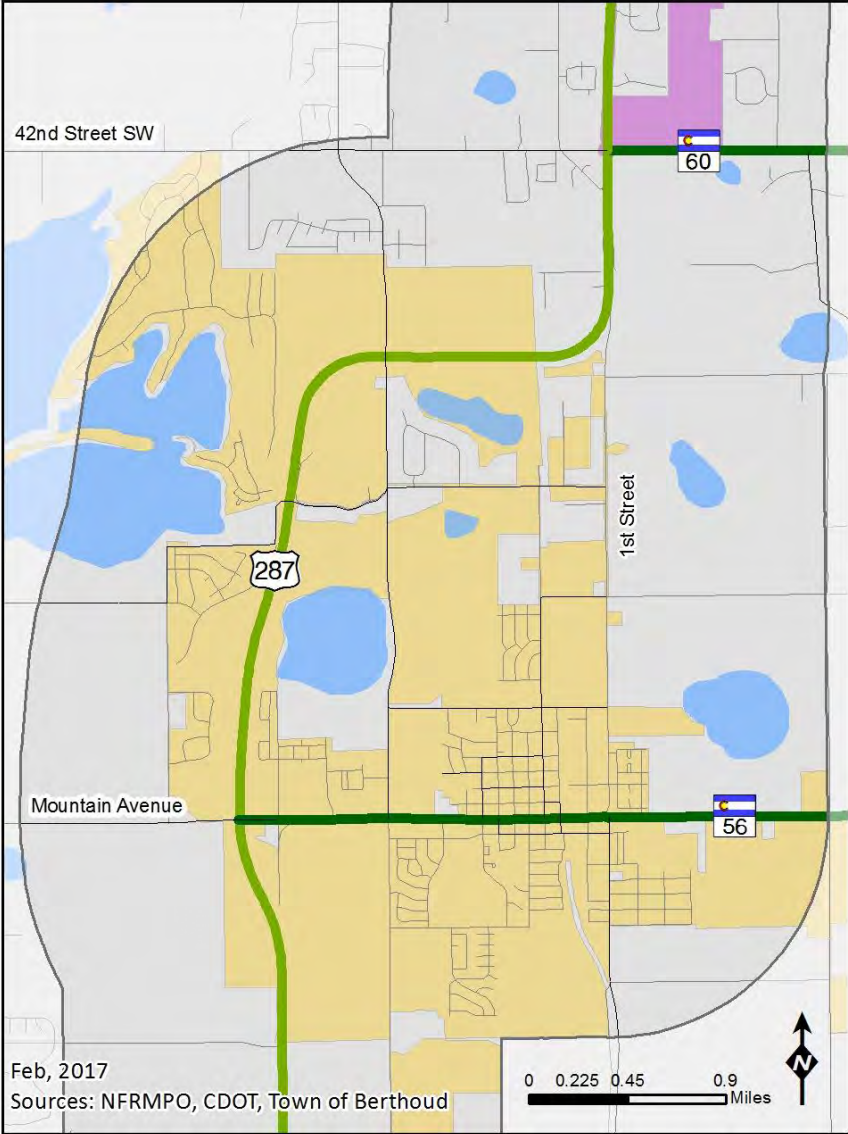 42nd Street SW
60
1st Street
287
Mountain Avenue
56
Feb, 2017
Sources: NFRMPO, CDOT, Town of Berthoud
0 0.225 0.45 0.9
Miles
N